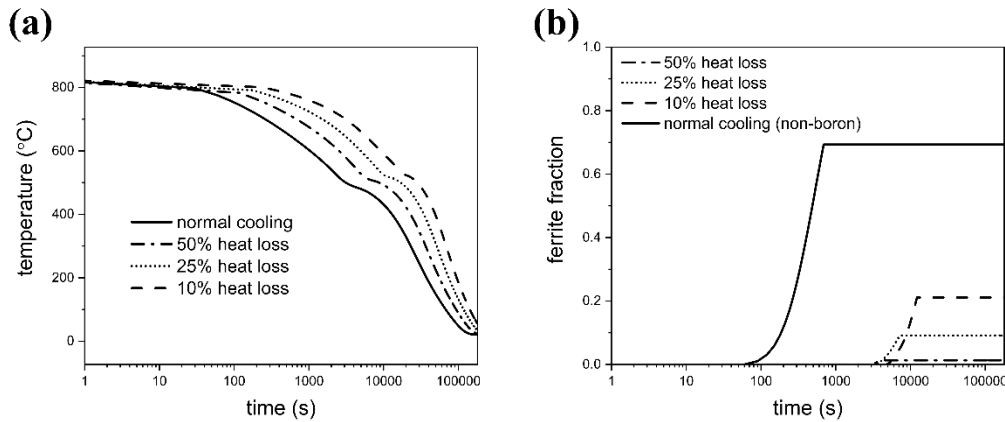 (a)
800
600
400
200
0
temperature (°C)
normal cooling
50% heat loss
25% heat loss
10% heat loss
1
10
100
1000
10000
100000
time (s)
(b)
1.0
0.8
0.6
0.4
0.2
0.0
ferrite fraction
50% heat loss
25% heat loss
10% heat loss
normal cooling (non-boron)
1
10
100
1000
10000
100000
time (s)